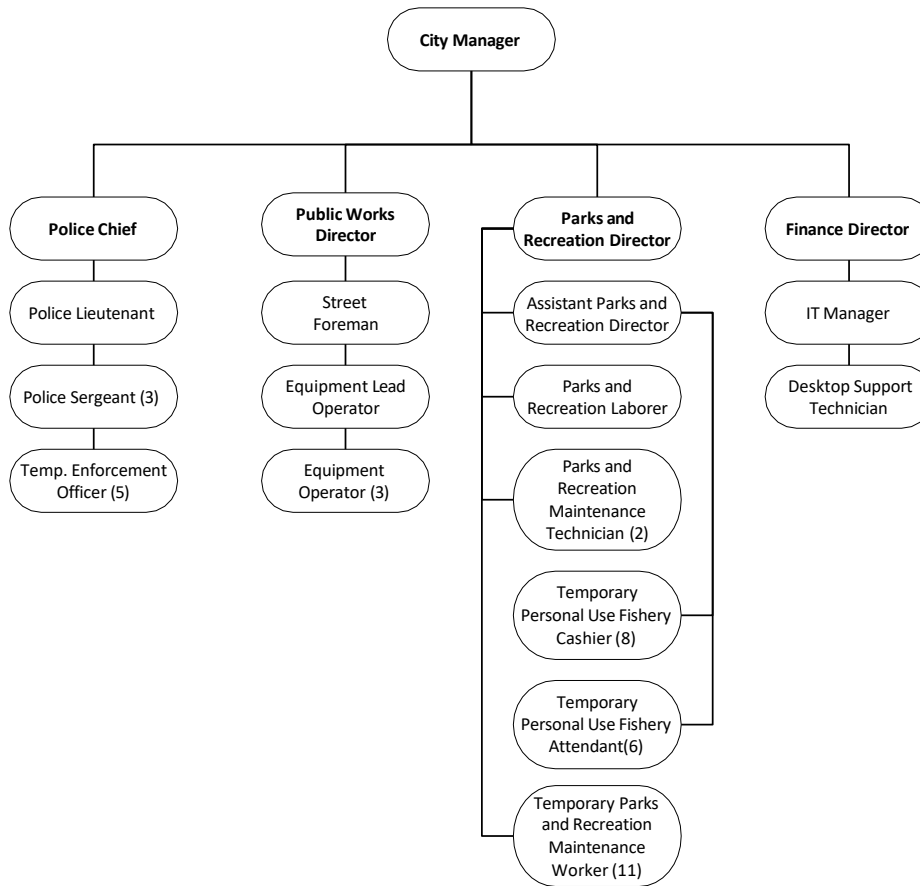 City Manager
Police Chief
Police Lieutenant
Police Sergeant (3)
Temp. Enforcement
Officer (5)
Public Works
Director
Street
Foreman
Equipment Lead
Operator
Equipment
Operator (3)
Parks and
Recreation Director
Assistant Parks and
Recreation Director
Parks and
Recreation Laborer
Parks and
Recreation
Maintenance
Technician (2)
Temporary
Personal Use Fishery
Cashier (8)
Temporary
Personal Use Fishery
Attendant(6)
Temporary Parks
and Recreation
Maintenance
Worker (11)
Finance Director
IT Manager
Desktop Support
Technician